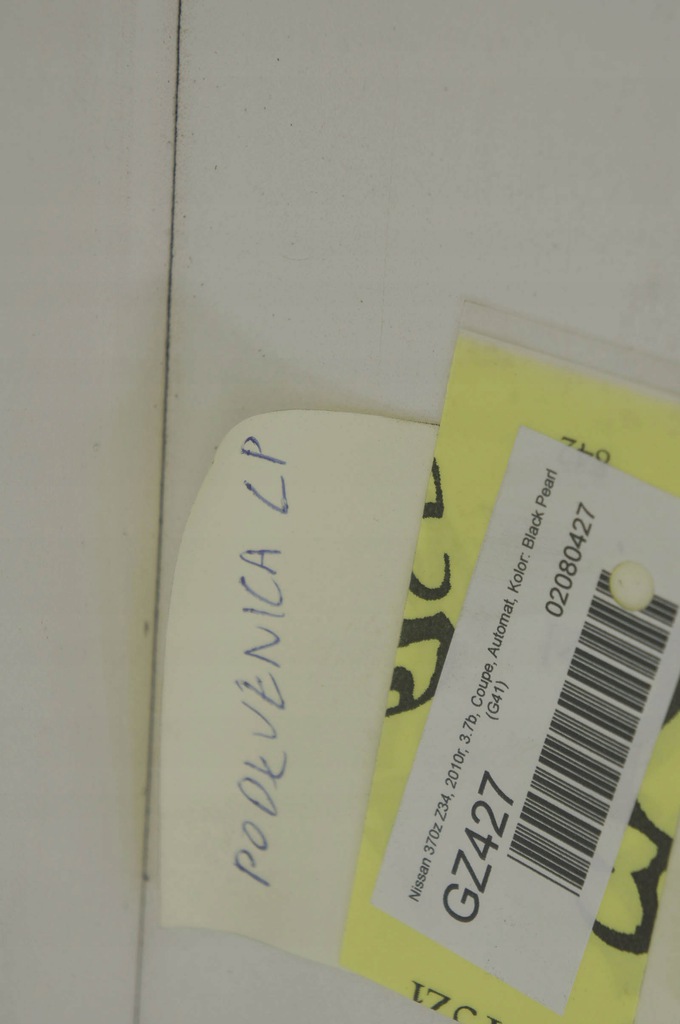 PODŁUŻNICA LP
Nissan 370z Z34, 2010r, 3.7b, Coupe, Automat, Kolor: Black Pearl
(G41)
GZ427
02080427